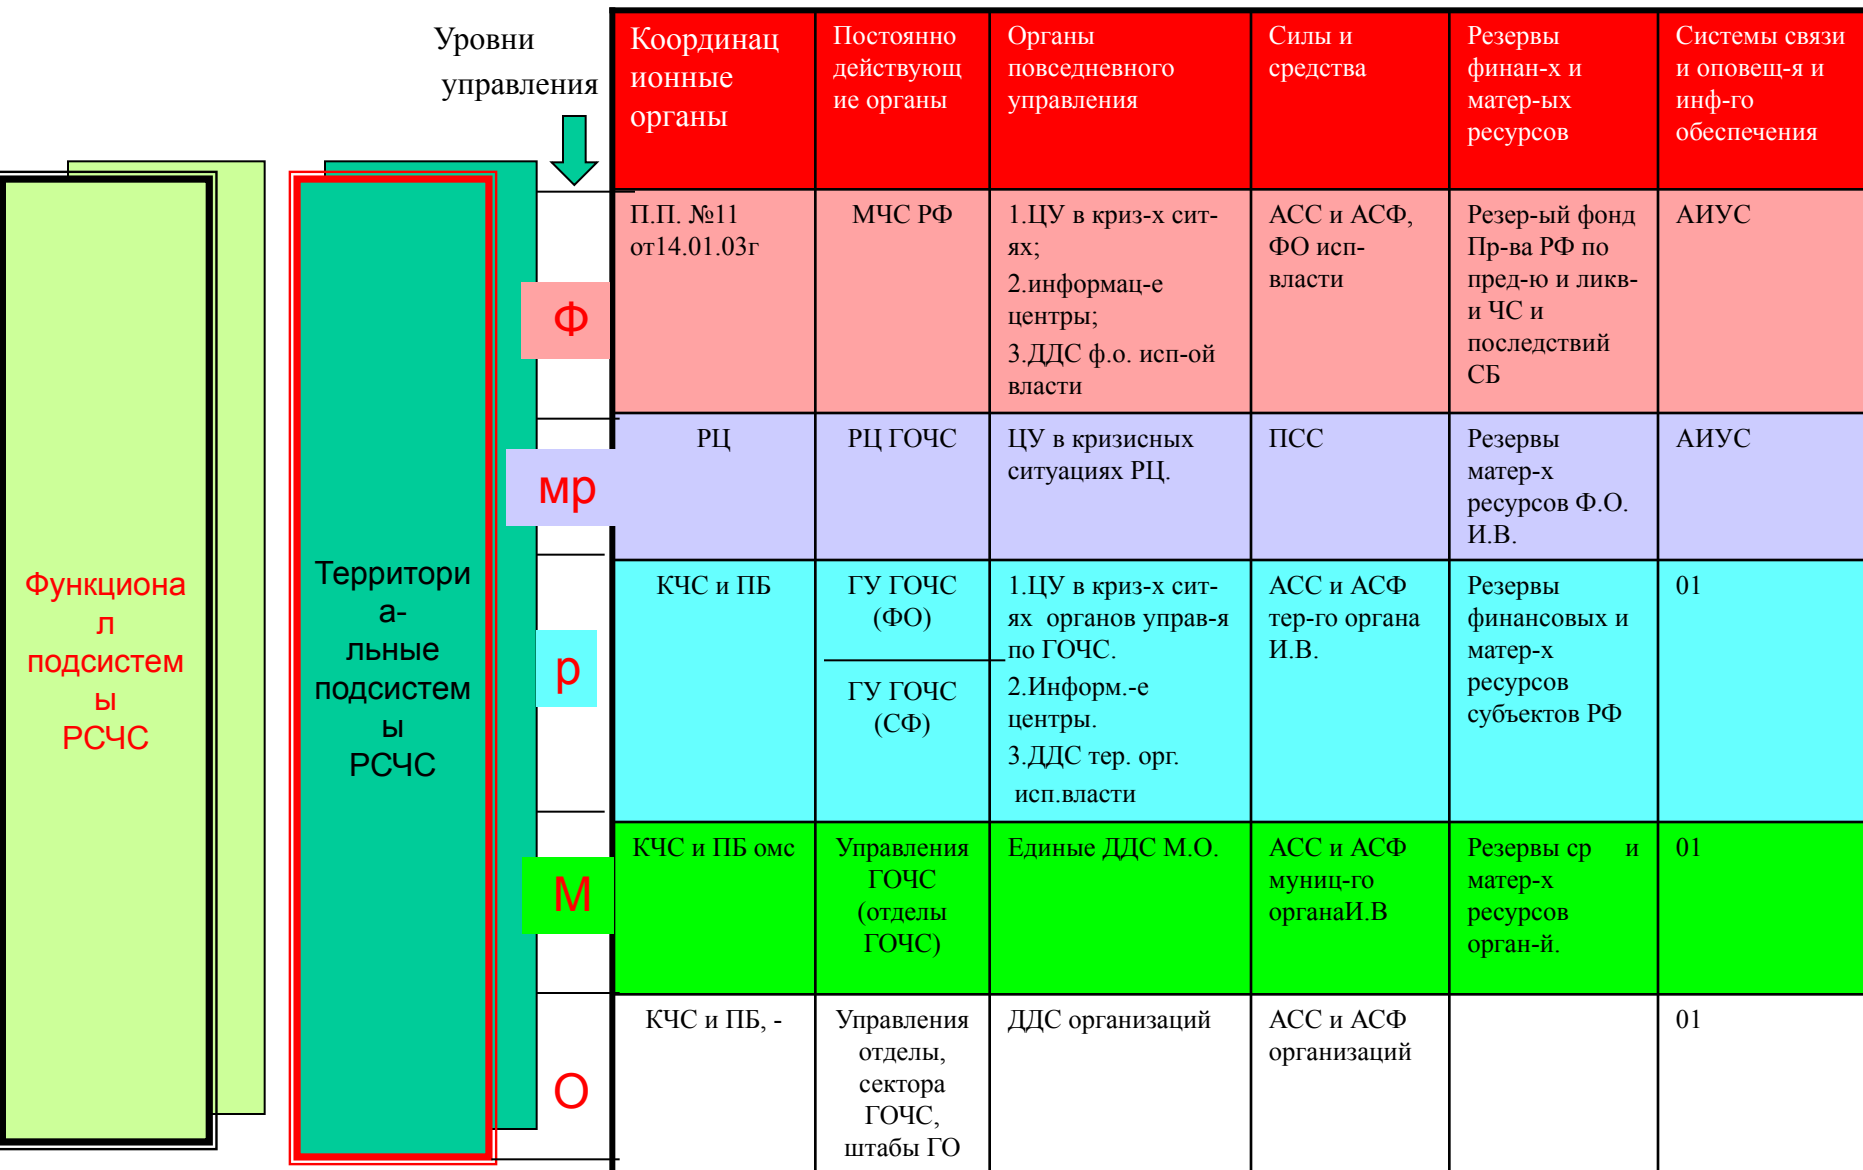 Уровни
управления
Координац
ионные
органы
Постоянно
действующ
ие органы
Органы
повседневного
управления
Силы и
средства
Резервы
финан-х и
матер-ых
ресурсов
Системы связи
и оповещ-я и
инф-го
обеспечения
Функциона
л
подсистем
ы
РСЧС
Территори
а-
льные
подсистем
ы
РСЧС
Ф
П.П. №11
от14.01.03г
МЧС РФ
1.ЦУ в криз-х сит-
ях;
2.информац-е
центры;
3.ДДС ф.о. исп-ой
власти
АСС и АСФ,
ФО исп-
власти
Резер-ый фонд
Пр-ва РФ по
пред-ю и ликв-
и ЧС и
последствий
СБ
АИУС
мр
РЦ
РЦ ГОЧС
ЦУ в кризисных
ситуациях РЦ.
ПСС
Резервы
матер-х
ресурсов Ф.О.
И.В.
АИУС
р
КЧС и ПБ
ГУ ГОЧС
(ФО)
ГУ ГОЧС
(СФ)
1.ЦУ в криз-х сит-
ях органов управ-я
по ГОЧС.
2.Информ.-е
центры.
3.ДДС тер. орг.
исп.власти
АСС и АСФ
тер-го органа
И.В.
Резервы
финансовых и
матер-х
ресурсов
субъектов РФ
01
М
КЧС и ПБ омс
Управления
ГОЧС
(отделы
ГОЧС)
Единые ДДС М.О.
АСС и АСФ
муниц-го
органаИ.В
Резервы ср и
матер-х
ресурсов
орган-й.
01
О
КЧС и ПБ, -
Управления
отделы,
сектора
ГОЧС,
штабы ГО
ДДС организаций
АСС и АСФ
организаций
01